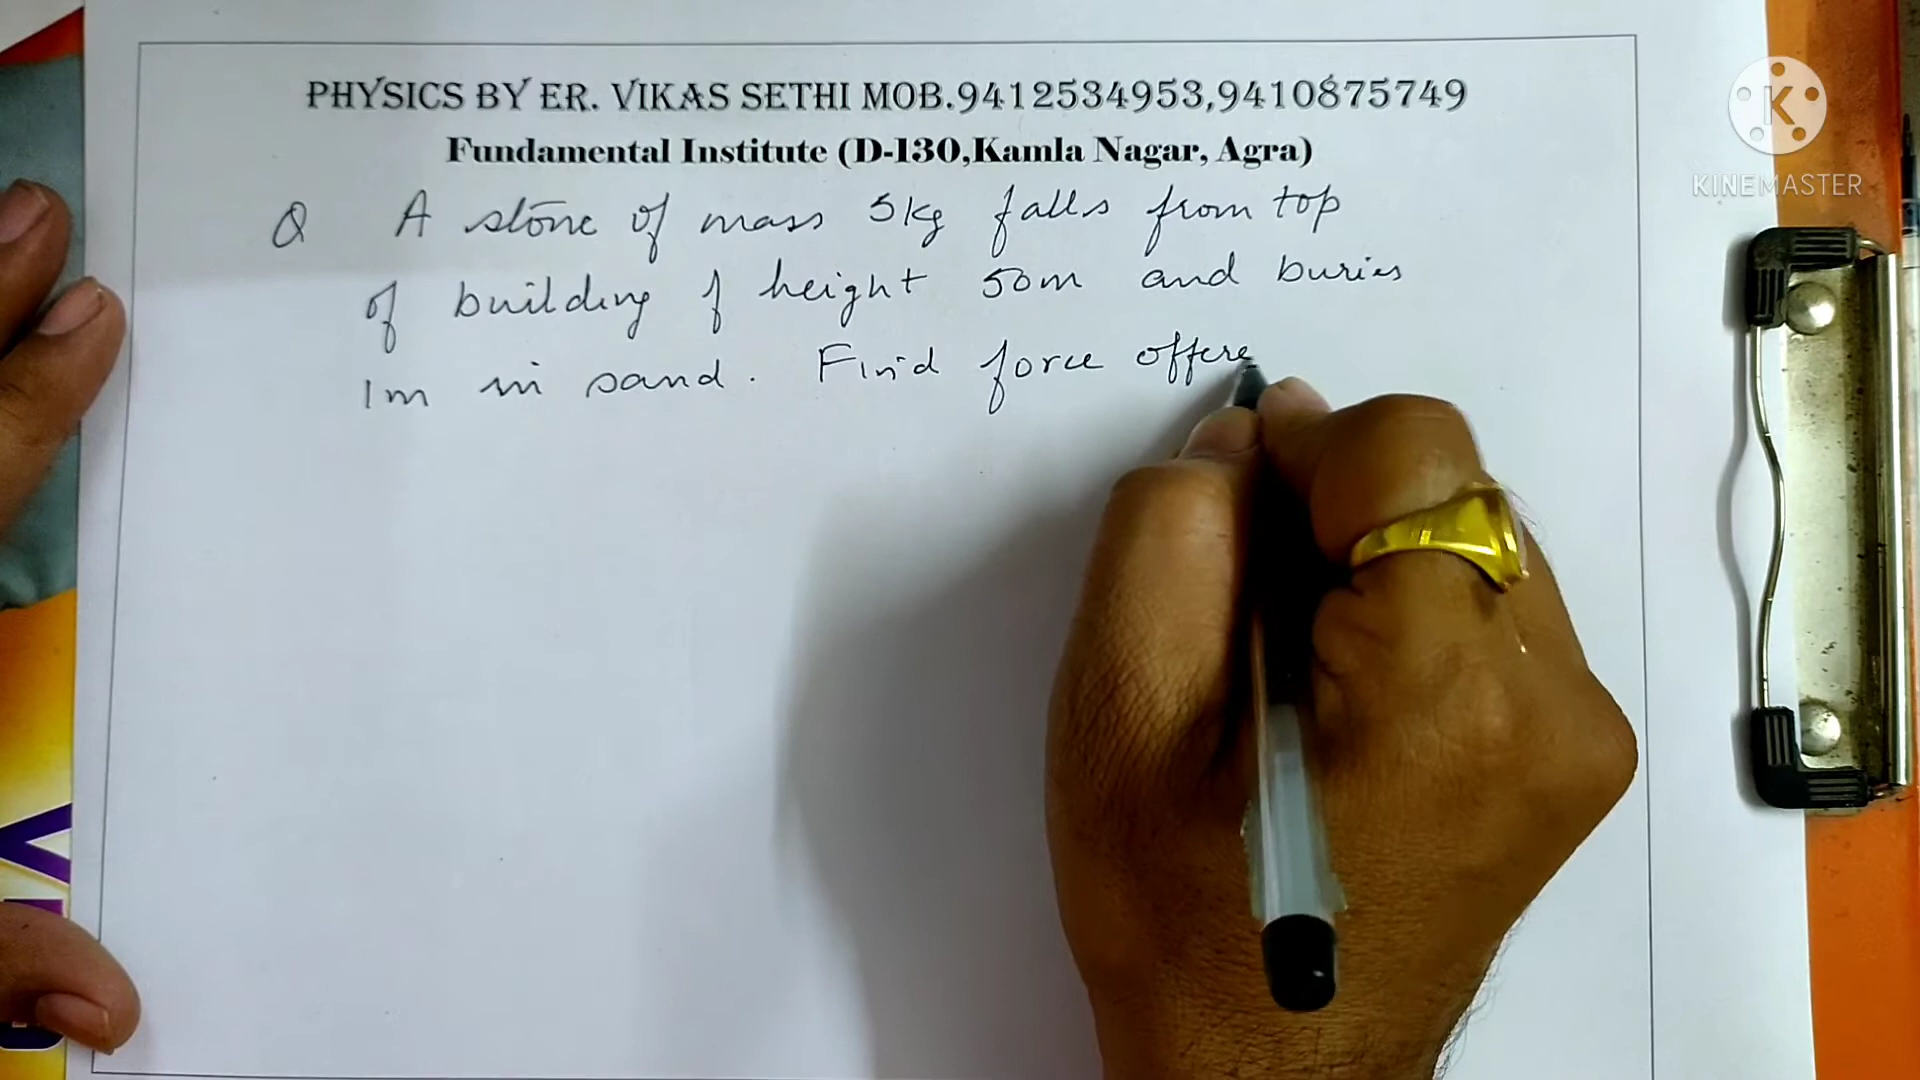 PHYSICS BY ER. VIKAS SETHI MOB.9412534953,9410875749
Fundamental Institute (D-130,Kamla Nagar, Agra)
Q A stone of mass 5kg falls from top
of building of height 50m and buries
1m in sand. Find force offere
K
KINEMASTER